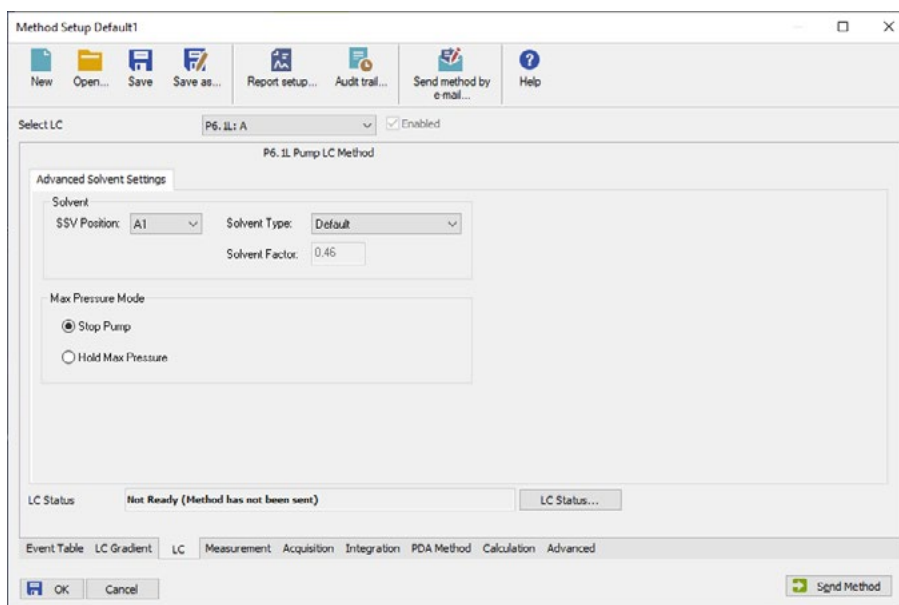 Method Setup Default1
New Open... Save Save as... Report setup... Audit trail... Send method by e-mail... Help
Select LC P6.1L: A Enabled
P6.1L Pump LC Method
Advanced Solvent Settings
Solvent
SSV Position: A1 Solvent Type: Default
Solvent Factor: 0.46
Max Pressure Mode
Stop Pump
Hold Max Pressure
LC Status Not Ready (Method has not been sent) LC Status...
Event Table LC Gradient LC Measurement Acquisition Integration PDA Method Calculation Advanced
OK Cancel Send Method